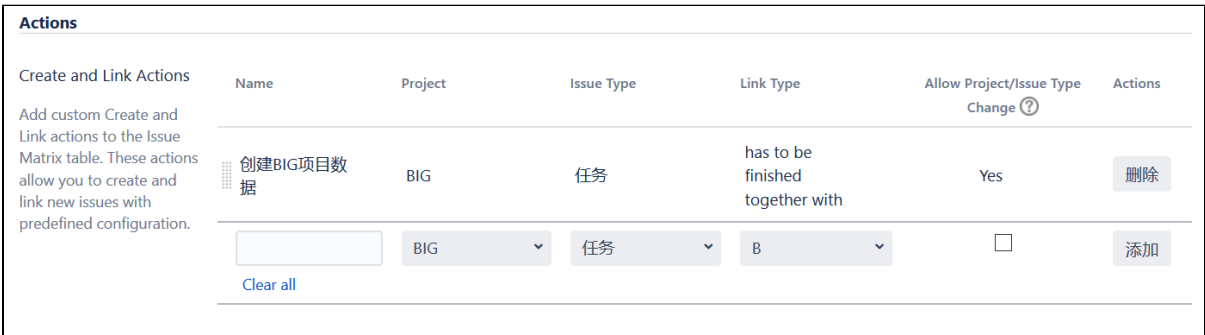 Actions
Create and Link Actions
Add custom Create and
Link actions to the Issue
Matrix table. These actions
allow you to create and
link new issues with
predefined configuration.
Name Project Issue Type Link Type Allow Project/Issue Type Actions
Change ?
创建BIG项目数
据
BIG
任务
has to be
finished
together with
Yes
删除
BIG 任务 B 添加
Clear all